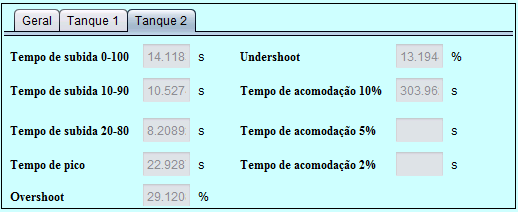 Geral Tanque 1 Tanque 2
Tempo de subida 0-100 14.118 s Undershoot 13.194 %
Tempo de subida 10-90 10.527 s Tempo de acomodação 10% 303.96 s
Tempo de subida 20-80 8.2089 s Tempo de acomodação 5% s
Tempo de pico 22.928 s Tempo de acomodação 2% s
Overshoot 29.120 %